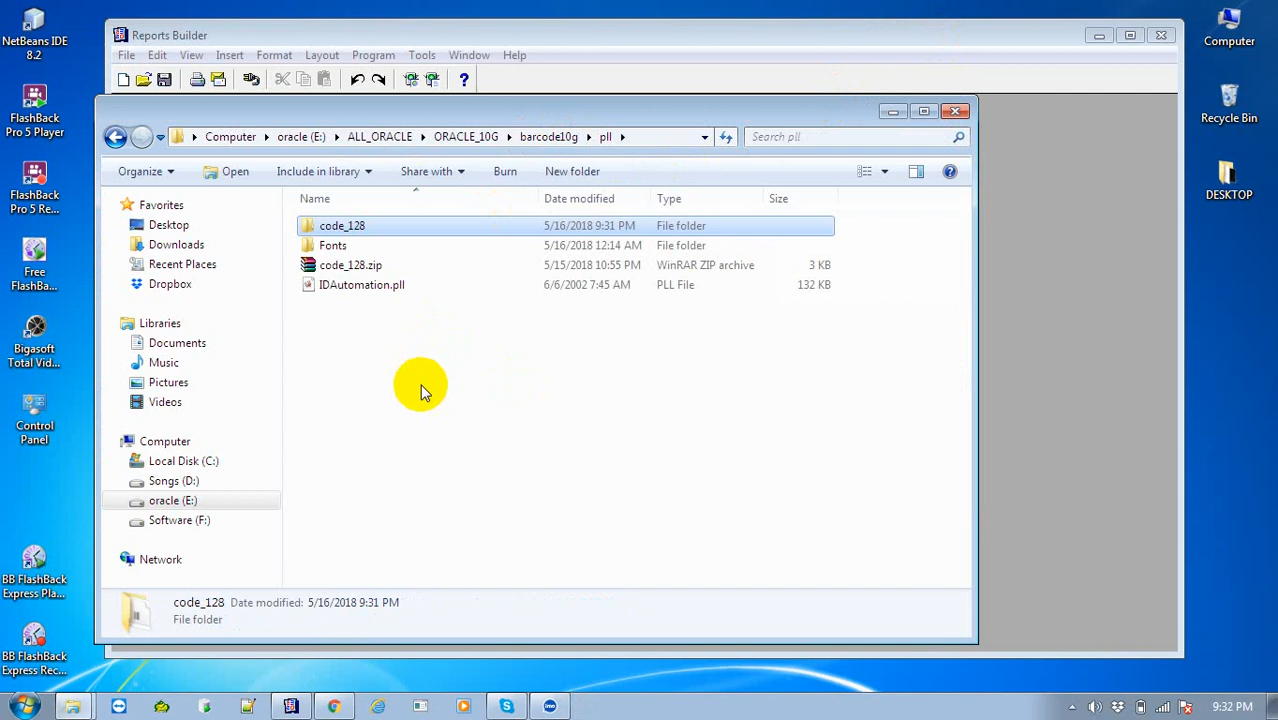 NetBeans IDE
8.2
FlashBack
Pro 5 Player
FlashBack
Pro 5 Re...
Free
FlashBa...
Bigasoft
Total Vid...
Control
Panel
BB FlashBack
Express Pla...
BB FlashBack
Express Rec...
Reports Builder
File Edit View Insert Format Layout Program Tools Window Help
Computer oracle (E:) ALL_ORACLE ORACLE_10G barcode10g pll Search pll
Organize Open Include in library Share with Burn New folder
Name Date modified Type Size
code_128 5/16/2018 9:31 PM File folder
Fonts 5/16/2018 12:14 AM File folder
code_128.zip 5/15/2018 10:55 PM WinRAR ZIP archive 3 KB
IDAutomation.pll 6/6/2002 7:45 AM PLL File 132 KB
Favorites
Desktop
Downloads
Recent Places
Dropbox
Libraries
Documents
Music
Pictures
Videos
Computer
Local Disk (C:)
Songs (D:)
oracle (E:)
Software (F:)
Network
code_128 Date modified: 5/16/2018 9:31 PM
File folder
Computer
Recycle Bin
DESKTOP
imo
9:32 PM